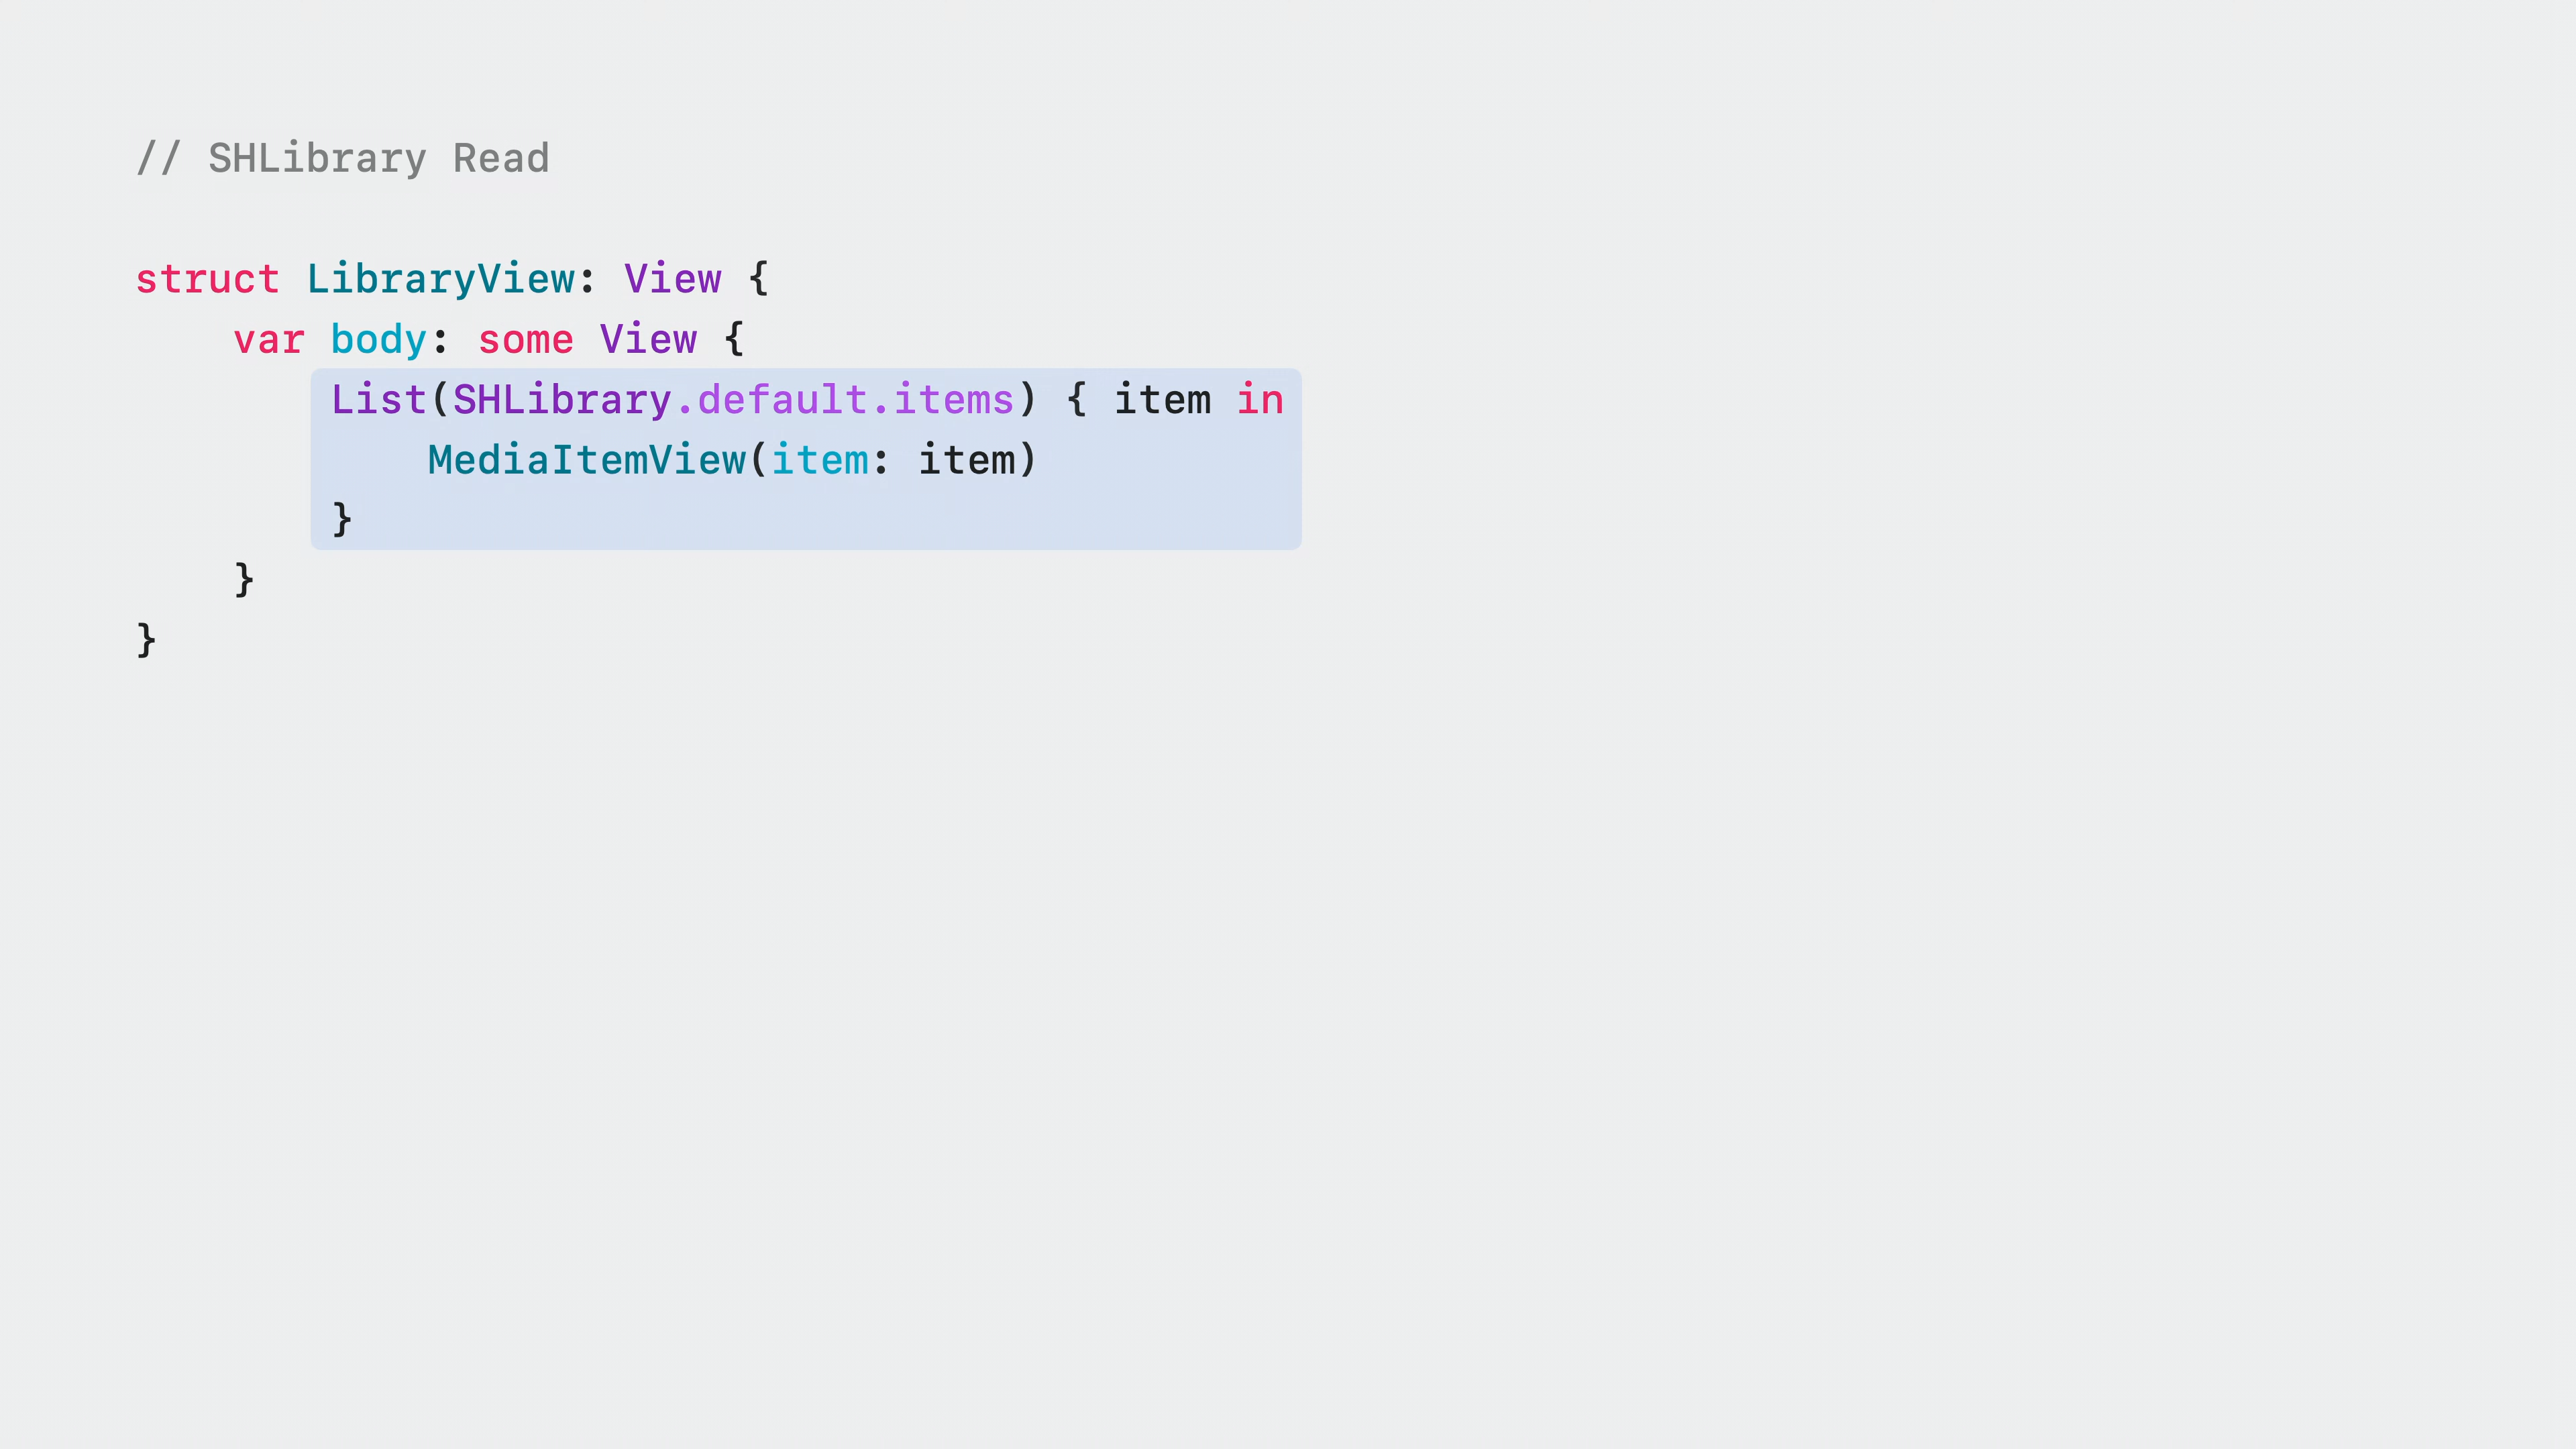 // SHLibrary Read
struct LibraryView: View {
    var body: some View {
        List(SHLibrary.default.items) { item in
            MediaItemView(item: item)
        }
    }
}